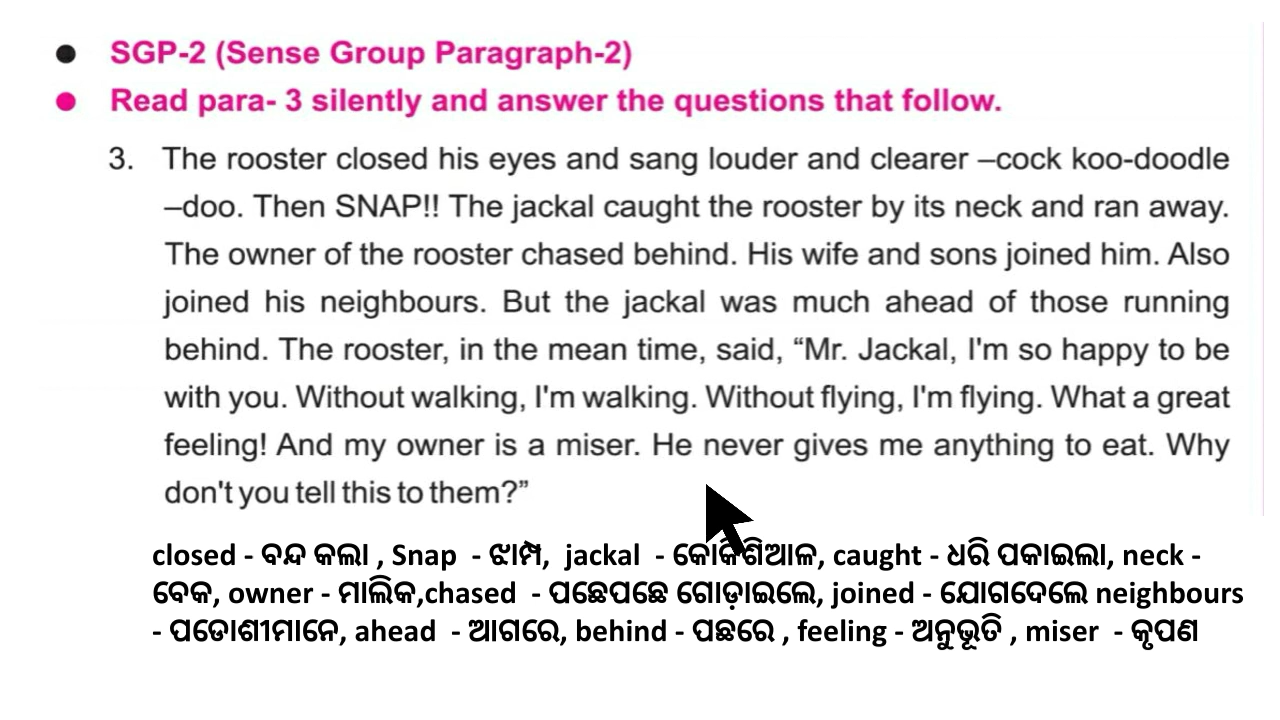 ● SGP-2 (Sense Group Paragraph-2)
● Read para- 3 silently and answer the questions that follow.
3. The rooster closed his eyes and sang louder and clearer –cock koo-doodle
–doo. Then SNAP!! The jackal caught the rooster by its neck and ran away.
The owner of the rooster chased behind. His wife and sons joined him. Also
joined his neighbours. But the jackal was much ahead of those running
behind. The rooster, in the mean time, said, “Mr. Jackal, I'm so happy to be
with you. Without walking, I'm walking. Without flying, I'm flying. What a great
feeling! And my owner is a miser. He never gives me anything to eat. Why
don't you tell this to them?”
closed - ବନ୍ଦ କଲା , Snap - ଝାମ୍ପ, jackal - କୋକିଶିଆଳ, caught - ଧରି ପକାଇଲା, neck -
ବେକ, owner - ମାଲିକ,chased - ପଛେପଛେ ଗୋଡ଼ାଇଲେ, joined - ଯୋଗଦେଲେ neighbours
- ପଡୋଶୀମାନେ, ahead - ଆଗରେ, behind - ପଛରେ , feeling - ଅନୁଭୂତି , miser - କୃପଣ